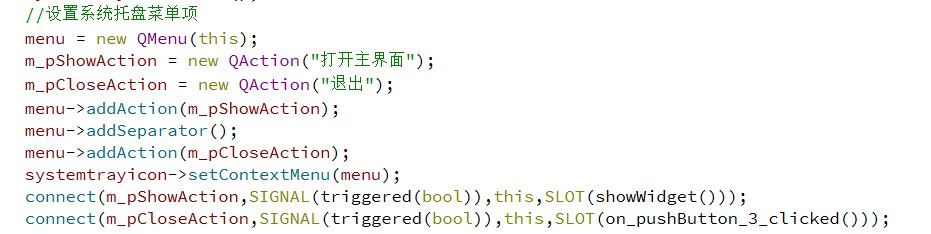 //设置系统托盘菜单项
menu = new QMenu(this);
m_pShowAction = new QAction("打开主界面");
m_pCloseAction = new QAction("退出");
menu->addAction(m_pShowAction);
menu->addSeparator();
menu->addAction(m_pCloseAction);
systemtrayicon->setContextMenu(menu);
connect(m_pShowAction,SIGNAL(triggered(bool)),this,SLOT(showWidget()));
connect(m_pCloseAction,SIGNAL(triggered(bool)),this,SLOT(on_pushButton_3_clicked()));